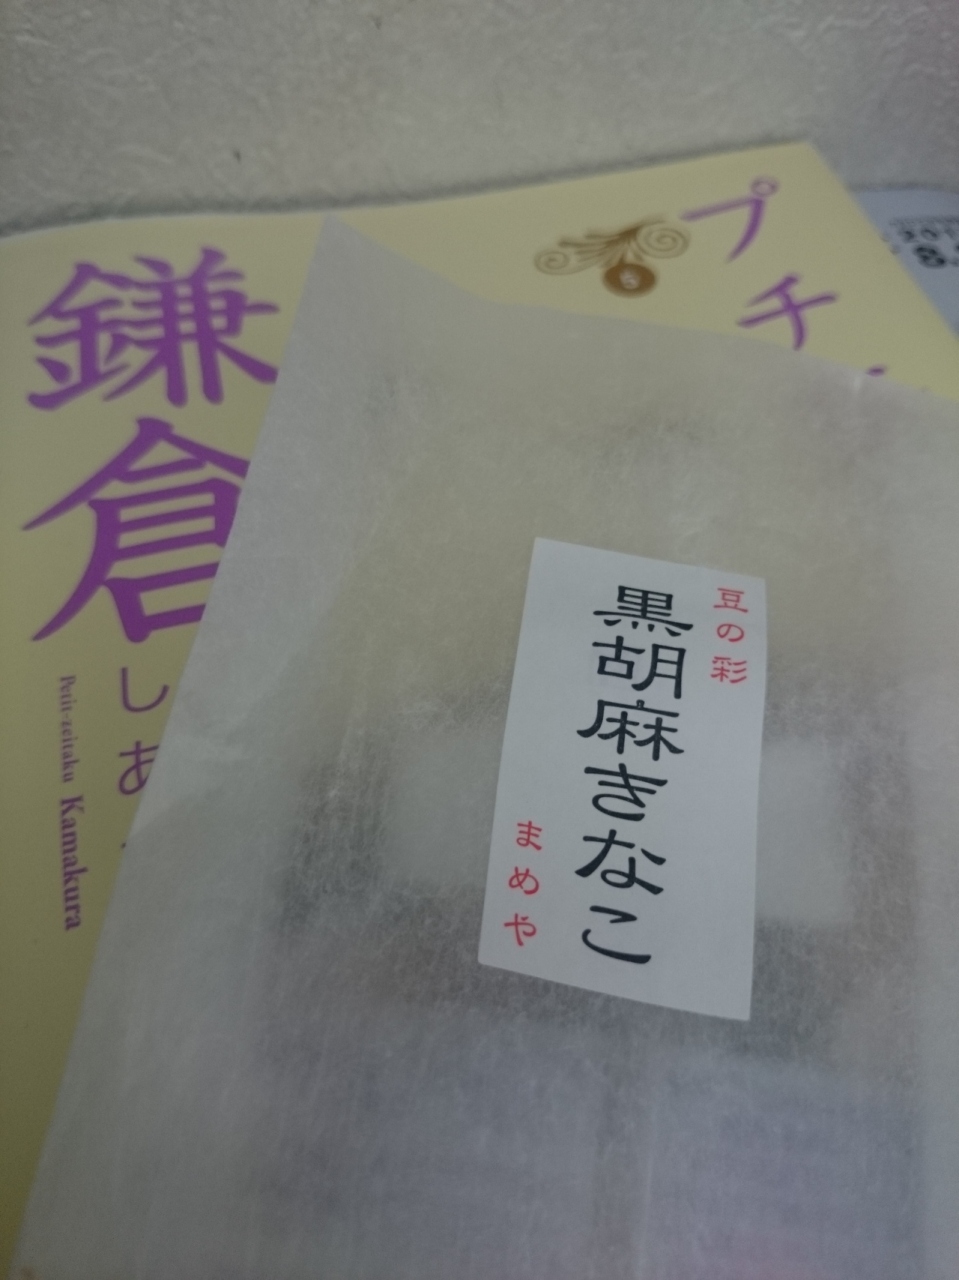 プチ
鎌倉
しあ
Petit-zeitaku Kamakura
豆の彩
黒胡麻きなこ
まめや